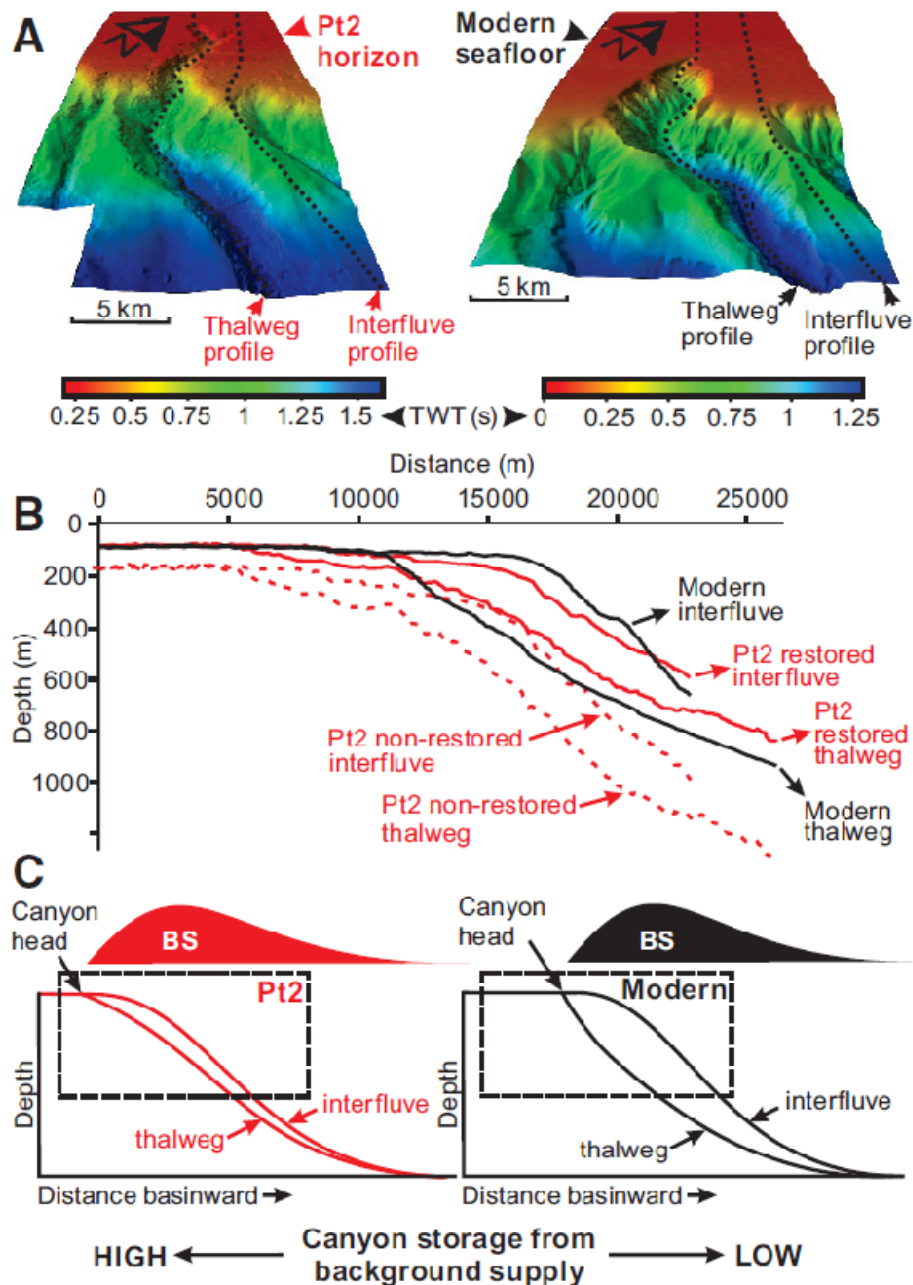 A
Pt2
horizon
Modern
seafloor
5 km
Thalweg
profile
Interfluve
profile
5 km
Thalweg
profile
Interfluve
profile
0.25 0.5 0.75 1 1.25 1.5
TWT (s)
0 0.25 0.5 0.75 1 1.25
Distance (m)
B
0 5000 10000 15000 20000 25000
0
200
400
600
800
1000
Depth (m)
Modern
interfluve
Pt2 restored
interfluve
Pt2
restored
thalweg
Pt2 non-restored
interfluve
Pt2 non-restored
thalweg
Modern
thalweg
C
Canyon
head
BS
Pt2
Depth
interfluve
thalweg
Distance basinward
Canyon
head
BS
Modern
Depth
interfluve
thalweg
Distance basinward
HIGH Canyon storage from LOW
background supply